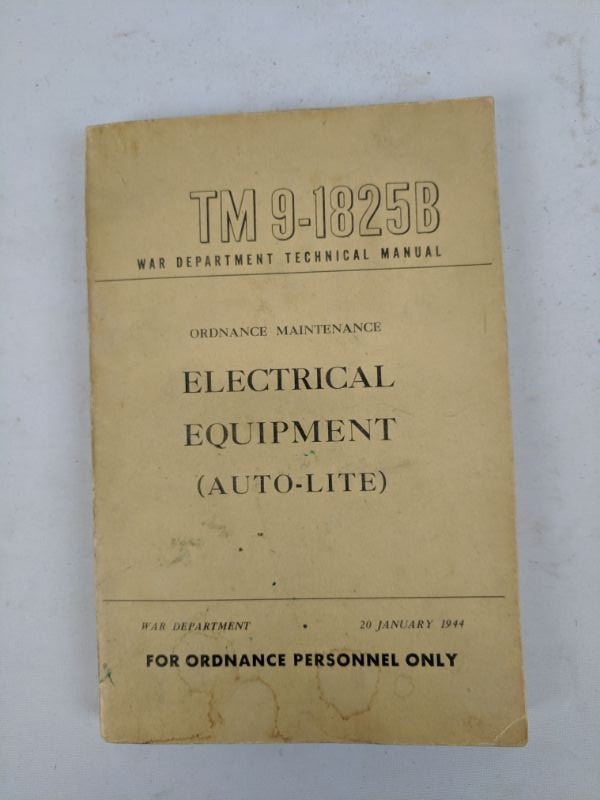 TM 9-1825B
WAR DEPARTMENT TECHNICAL MANUAL
ORDNANCE MAINTENANCE
ELECTRICAL
EQUIPMENT
(AUTO-LITE)
WAR DEPARTMENT • 20 JANUARY 1944
FOR ORDNANCE PERSONNEL ONLY